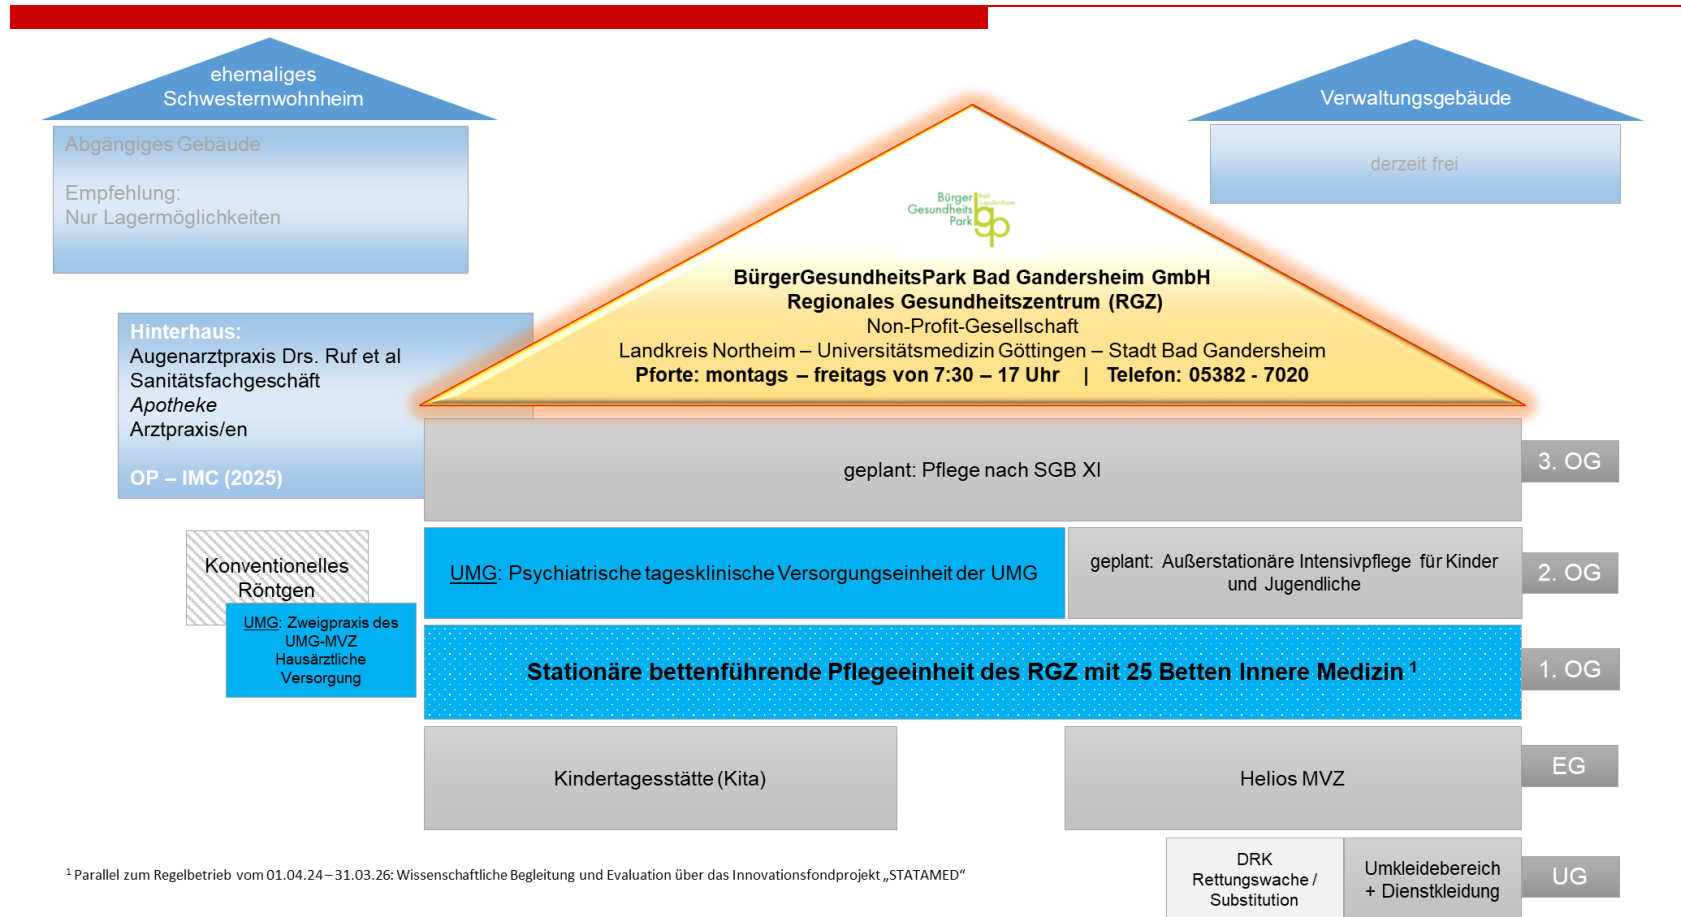 ehemaliges
Schwesternwohnheim
Abgängiges Gebäude
Empfehlung:
Nur Lagermöglichkeiten
Verwaltungsgebäude
derzeit frei
Bürger
Gesundheits
Park
Bad
Gandersheim
bgp
BürgerGesundheitsPark Bad Gandersheim GmbH
Regionales Gesundheitszentrum (RGZ)
Non-Profit-Gesellschaft
Landkreis Northeim – Universitätsmedizin Göttingen – Stadt Bad Gandersheim
Pforte: montags – freitags von 7:30 – 17 Uhr | Telefon: 05382 - 7020
Hinterhaus:
Augenarztpraxis Drs. Ruf et al
Sanitätsfachgeschäft
Apotheke
Arztpraxis/en
OP – IMC (2025)
geplant: Pflege nach SGB XI
3. OG
Konventionelles
Röntgen
UMG: Zweigpraxis des
UMG-MVZ
Hausärztliche
Versorgung
UMG: Psychiatrische tagesklinische Versorgungseinheit der UMG
geplant: Außerstationäre Intensivpflege für Kinder
und Jugendliche
2. OG
Stationäre bettenführende Pflegeeinheit des RGZ mit 25 Betten Innere Medizin ¹
1. OG
Kindertagesstätte (Kita)
Helios MVZ
EG
DRK
Rettungswache /
Substitution
Umkleidebereich
+ Dienstkleidung
UG
¹ Parallel zum Regelbetrieb vom 01.04.24 – 31.03.26: Wissenschaftliche Begleitung und Evaluation über das Innovationsfondprojekt „STATAMED“